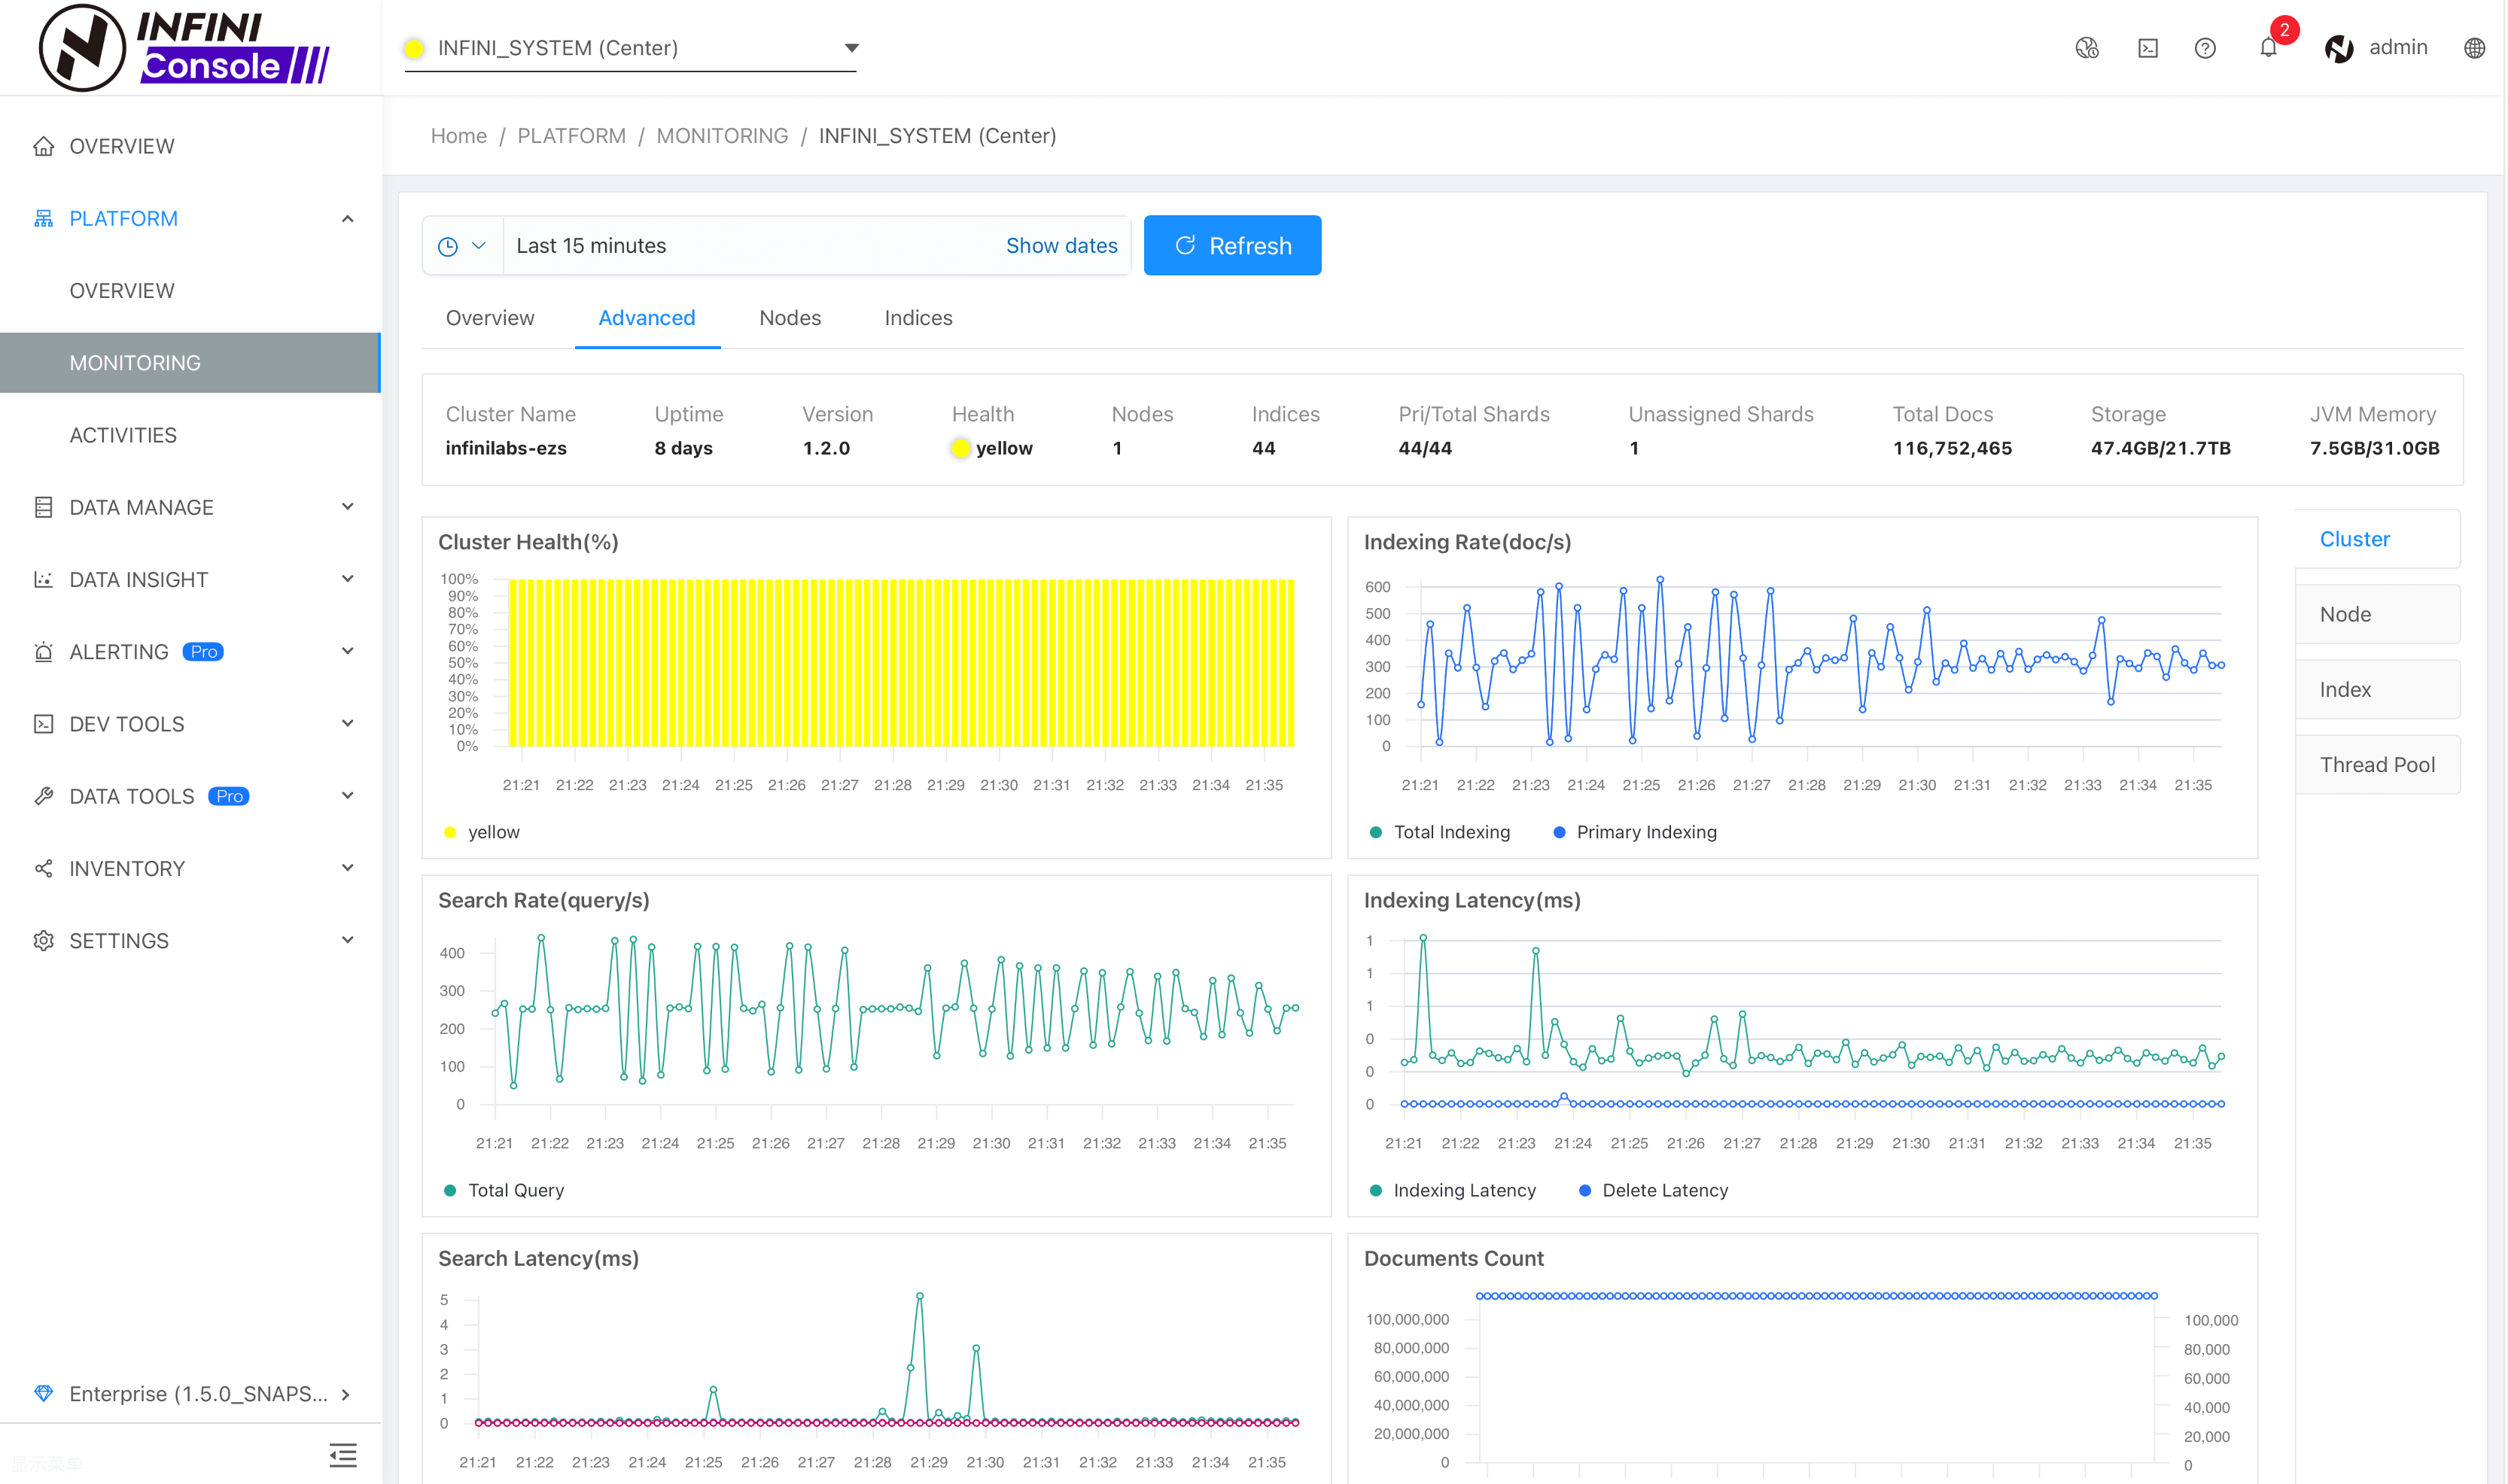 INFINI
Console
INFINI_SYSTEM (Center)
2
admin
Home / PLATFORM / MONITORING / INFINI_SYSTEM (Center)
OVERVIEW
PLATFORM
OVERVIEW
MONITORING
ACTIVITIES
DATA MANAGE
DATA INSIGHT
ALERTING Pro
DEV TOOLS
DATA TOOLS Pro
INVENTORY
SETTINGS
Enterprise (1.5.0_SNAPS...
显示菜单
Last 15 minutes Show dates Refresh
Overview Advanced Nodes Indices
Cluster Name Uptime Version Health Nodes Indices Pri/Total Shards Unassigned Shards Total Docs Storage JVM Memory
infinilabs-ezs 8 days 1.2.0 yellow 1 44 44/44 1 116,752,465 47.4GB/21.7TB 7.5GB/31.0GB
Cluster
Node
Index
Thread Pool
Cluster Health(%)
100%
90%
80%
70%
60%
50%
40%
30%
20%
10%
0%
21:21 21:22 21:23 21:24 21:25 21:26 21:27 21:28 21:29 21:30 21:31 21:32 21:33 21:34 21:35
yellow
Indexing Rate(doc/s)
600
500
400
300
200
100
0
21:21 21:22 21:23 21:24 21:25 21:26 21:27 21:28 21:29 21:30 21:31 21:32 21:33 21:34 21:35
Total Indexing Primary Indexing
Search Rate(query/s)
400
300
200
100
0
21:21 21:22 21:23 21:24 21:25 21:26 21:27 21:28 21:29 21:30 21:31 21:32 21:33 21:34 21:35
Total Query
Indexing Latency(ms)
1
1
1
0
0
0
21:21 21:22 21:23 21:24 21:25 21:26 21:27 21:28 21:29 21:30 21:31 21:32 21:33 21:34 21:35
Indexing Latency Delete Latency
Search Latency(ms)
5
4
3
2
1
0
21:21 21:22 21:23 21:24 21:25 21:26 21:27 21:28 21:29 21:30 21:31 21:32 21:33 21:34 21:35
Documents Count
100,000,000 100,000
80,000,000 80,000
60,000,000 60,000
40,000,000 40,000
20,000,000 20,000
0 0